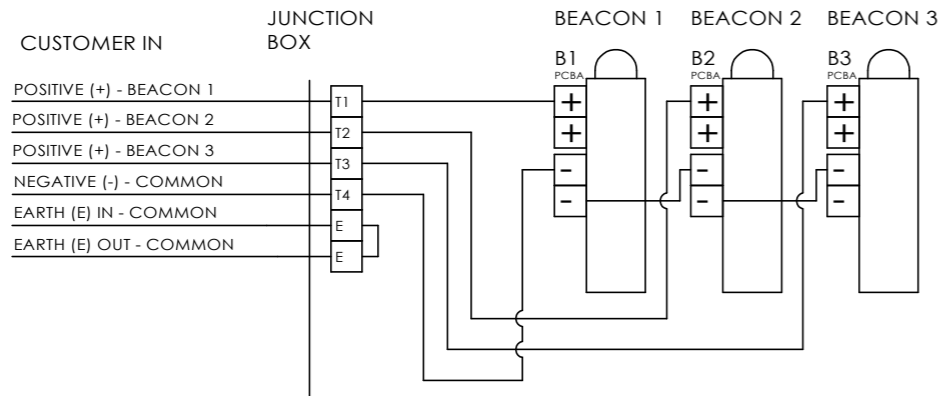 JUNCTION
BOX
BEACON 1
BEACON 2
BEACON 3
CUSTOMER IN
B1
PCBA
B2
PCBA
B3
PCBA
POSITIVE (+) - BEACON 1
T1
+
+
+
POSITIVE (+) - BEACON 2
T2
+
+
+
POSITIVE (+) - BEACON 3
T3
-
-
-
NEGATIVE (-) - COMMON
T4
-
-
-
EARTH (E) IN - COMMON
E
EARTH (E) OUT - COMMON
E